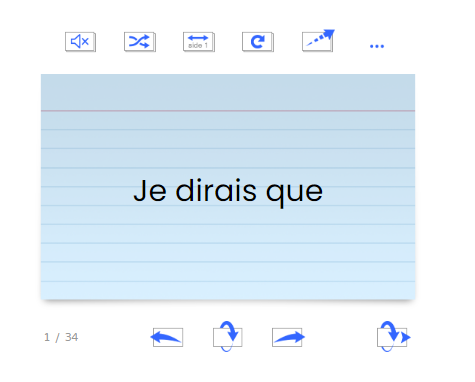 side 1
...
Je dirais que
1 / 34